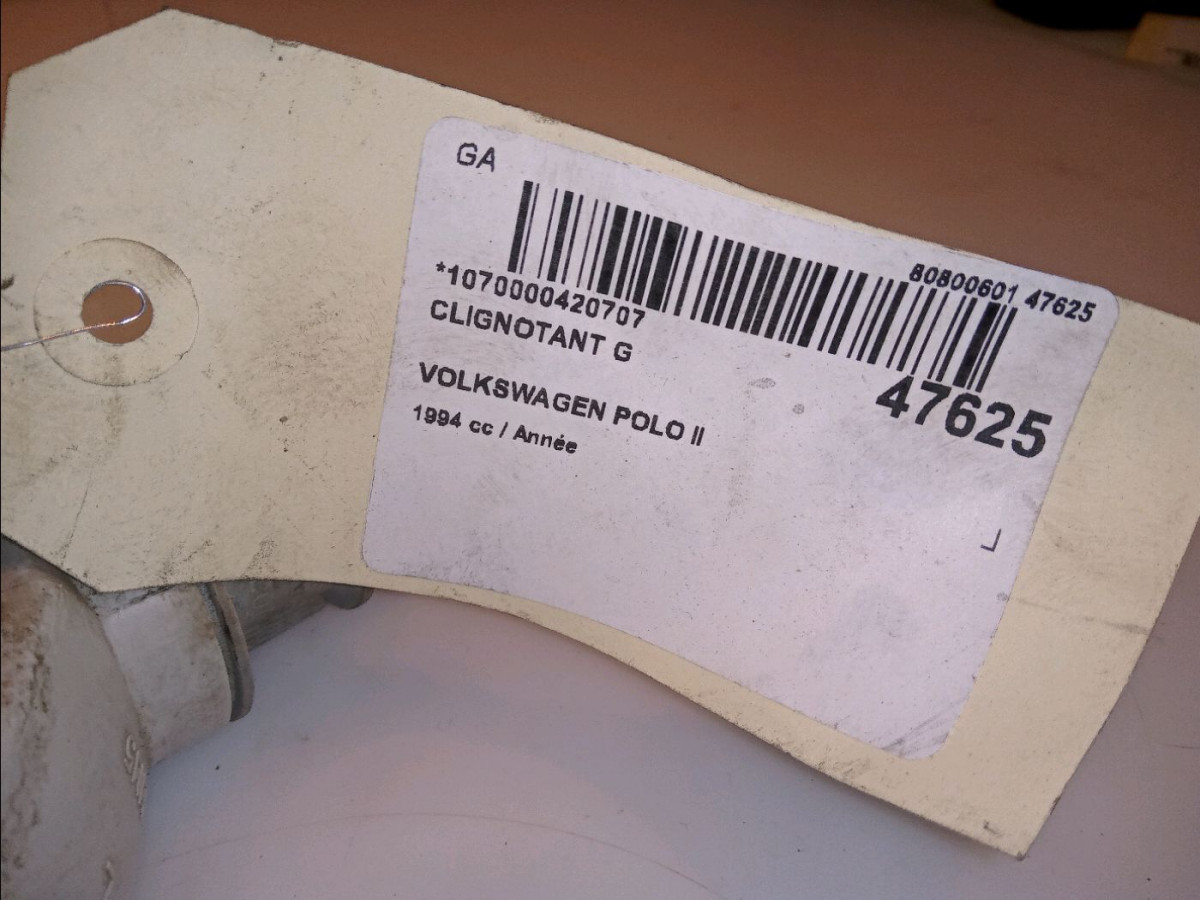 GA
80800601 47625
*1070000420707
CLIGNOTANT G
47625
VOLKSWAGEN POLO II
1994 cc / Année